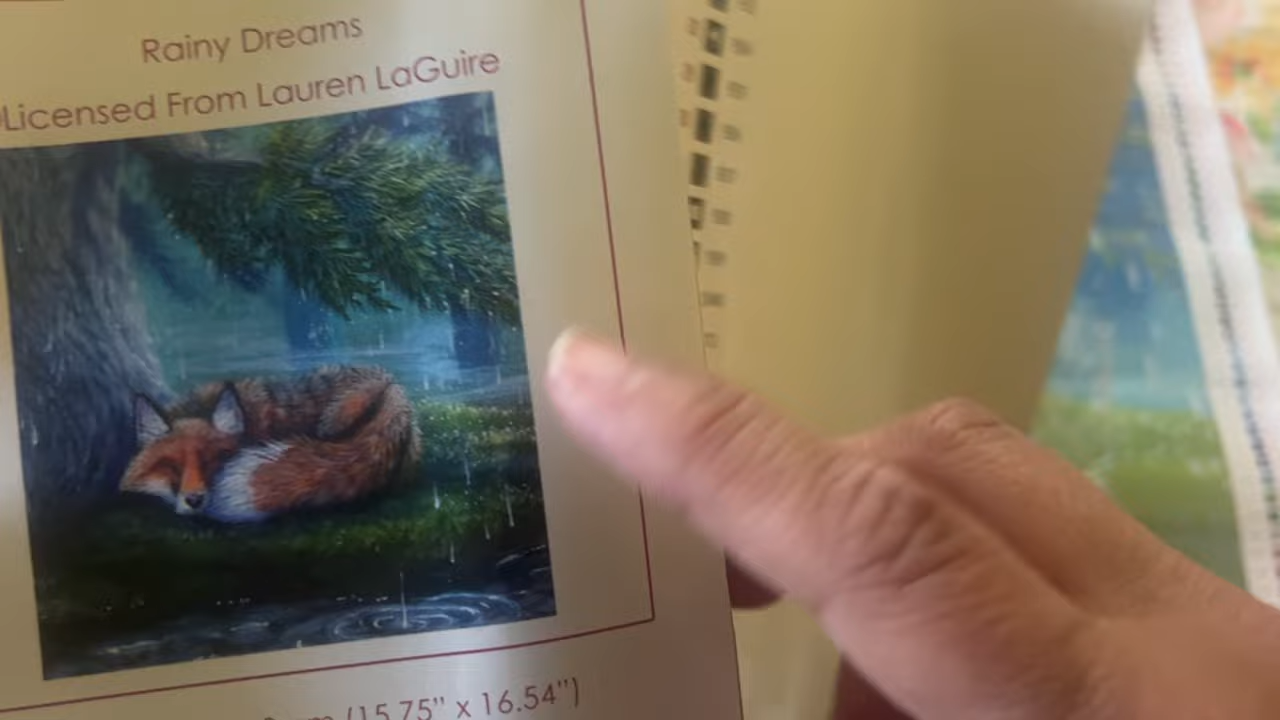 Rainy Dreams
Licensed From Lauren LaGuire
(15.75" x 16.54")